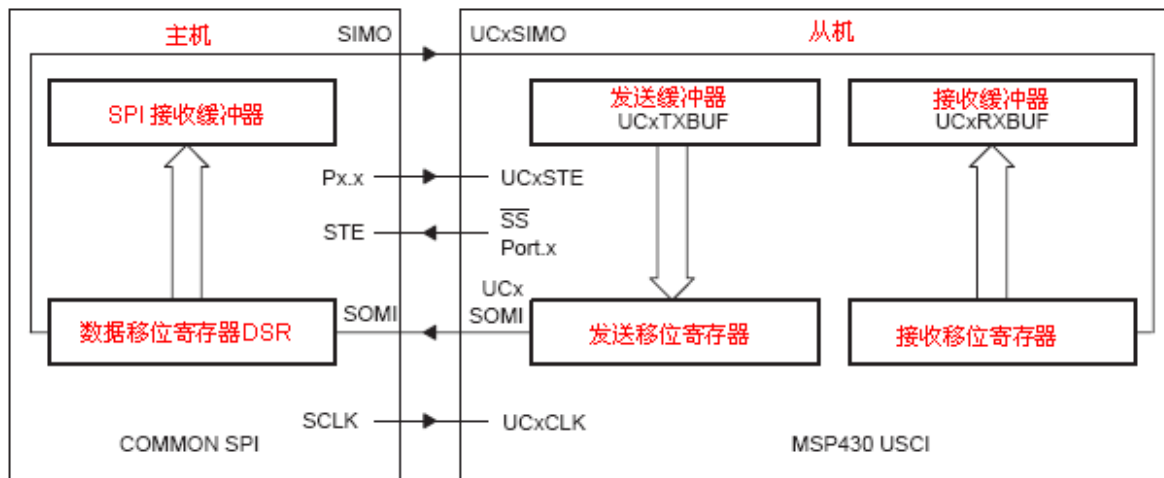 主机
SIMO
UCxSIMO
从机
SPI 接收缓冲器
发送缓冲器
UCxTXBUF
接收缓冲器
UCxRXBUF
Px.x
UCxSTE
STE
SS
Port.x
数据移位寄存器DSR
SOMI
UCx
SOMI
发送移位寄存器
接收移位寄存器
SCLK
UCxCLK
COMMON SPI
MSP430 USCI